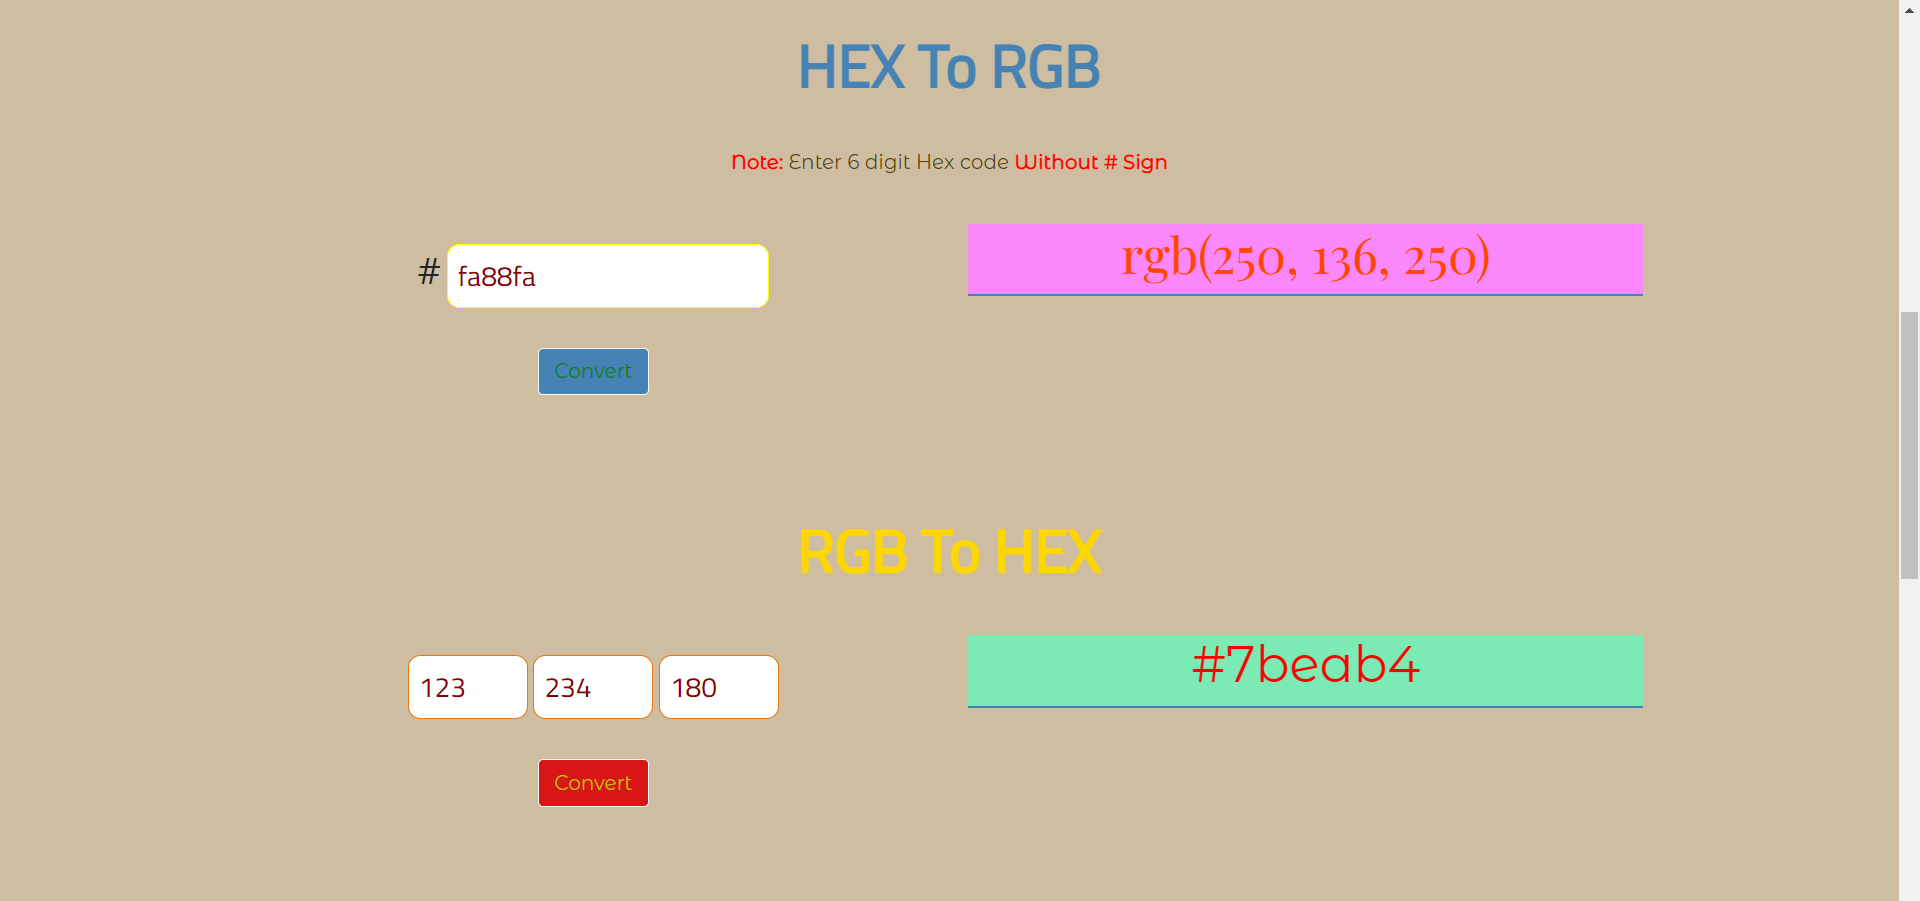 HEX To RGB
Note: Enter 6 digit Hex code Without # Sign
# fa88fa
rgb(250, 136, 250)
Convert
RGB To HEX
123 234 180
#7beab4
Convert